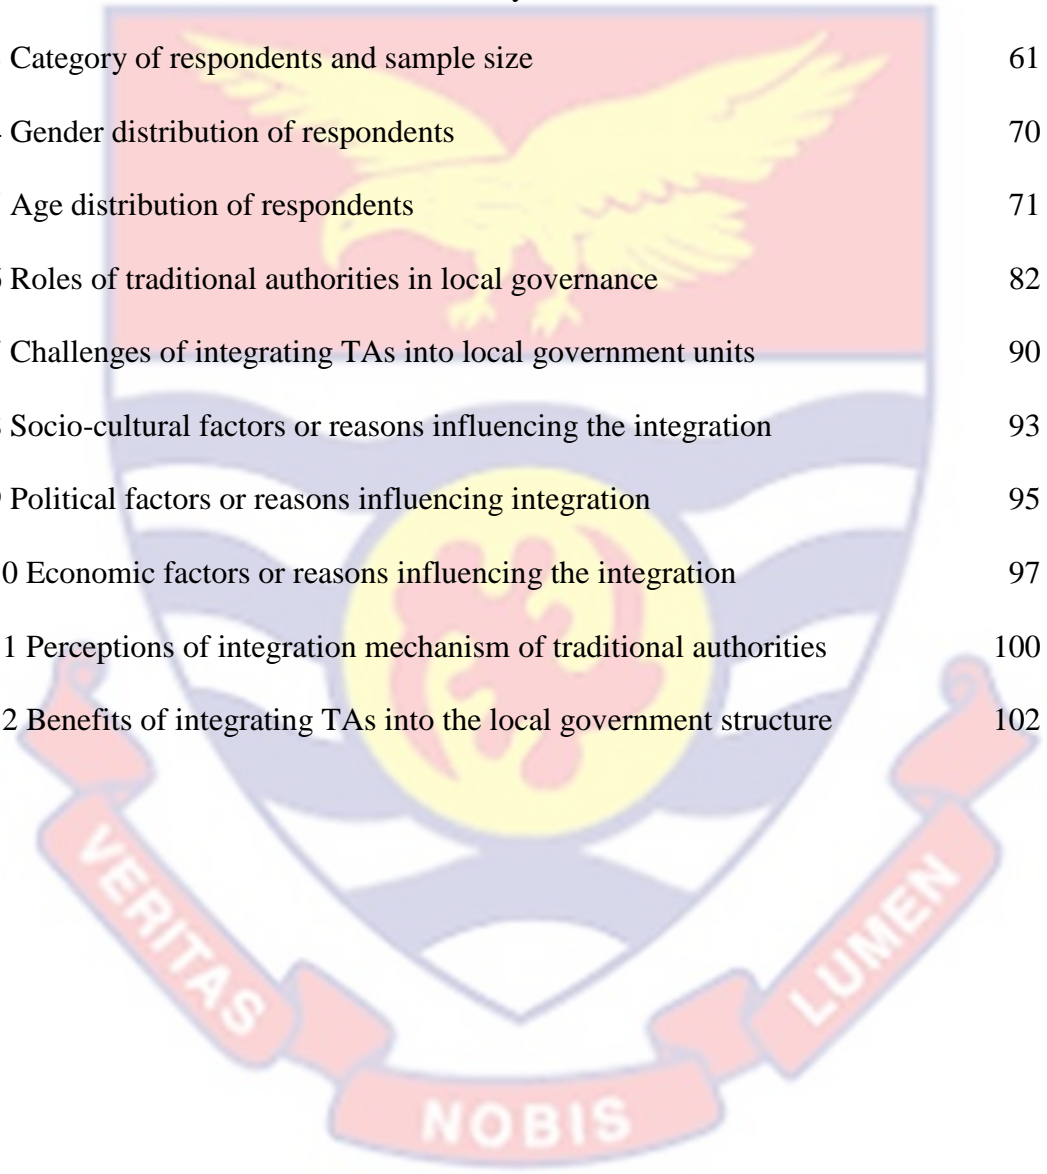 Category of respondents and sample size 61
Gender distribution of respondents 70
Age distribution of respondents 71
Roles of traditional authorities in local governance 82
Challenges of integrating TAs into local government units 90
Socio-cultural factors or reasons influencing the integration 93
Political factors or reasons influencing integration 95
0 Economic factors or reasons influencing the integration 97
1 Perceptions of integration mechanism of traditional authorities 100
2 Benefits of integrating TAs into the local government structure 102
VERITAS
NOBIS
LUMEN